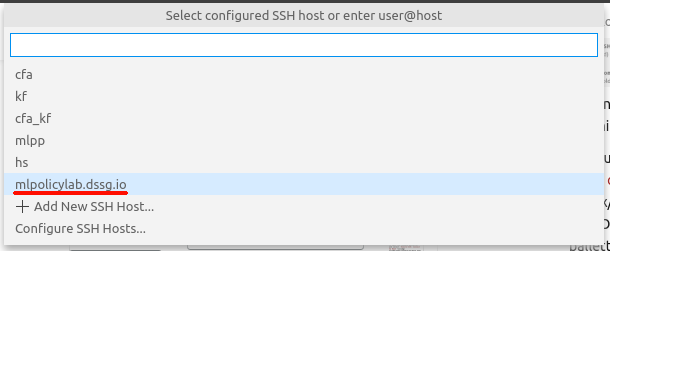 Select configured SSH host or enter user@host
cfa
kf
cfa_kf
mlpp
hs
mlpolicylab.dssg.io
Add New SSH Host...
Configure SSH Hosts...